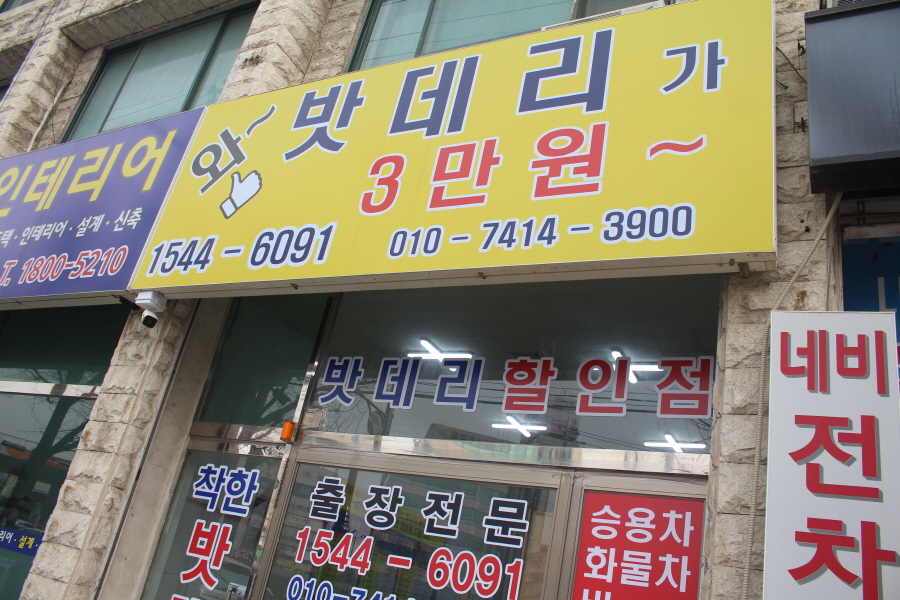 와~ 밧데리가
3만원~
1544-6091 010-7414-3900
인테리어
택·인테리어·설계·신축
T. 1800-5210
밧데리할인점
착한
밧
출장전문
1544-6091
승용차
화물차
네비
전
차